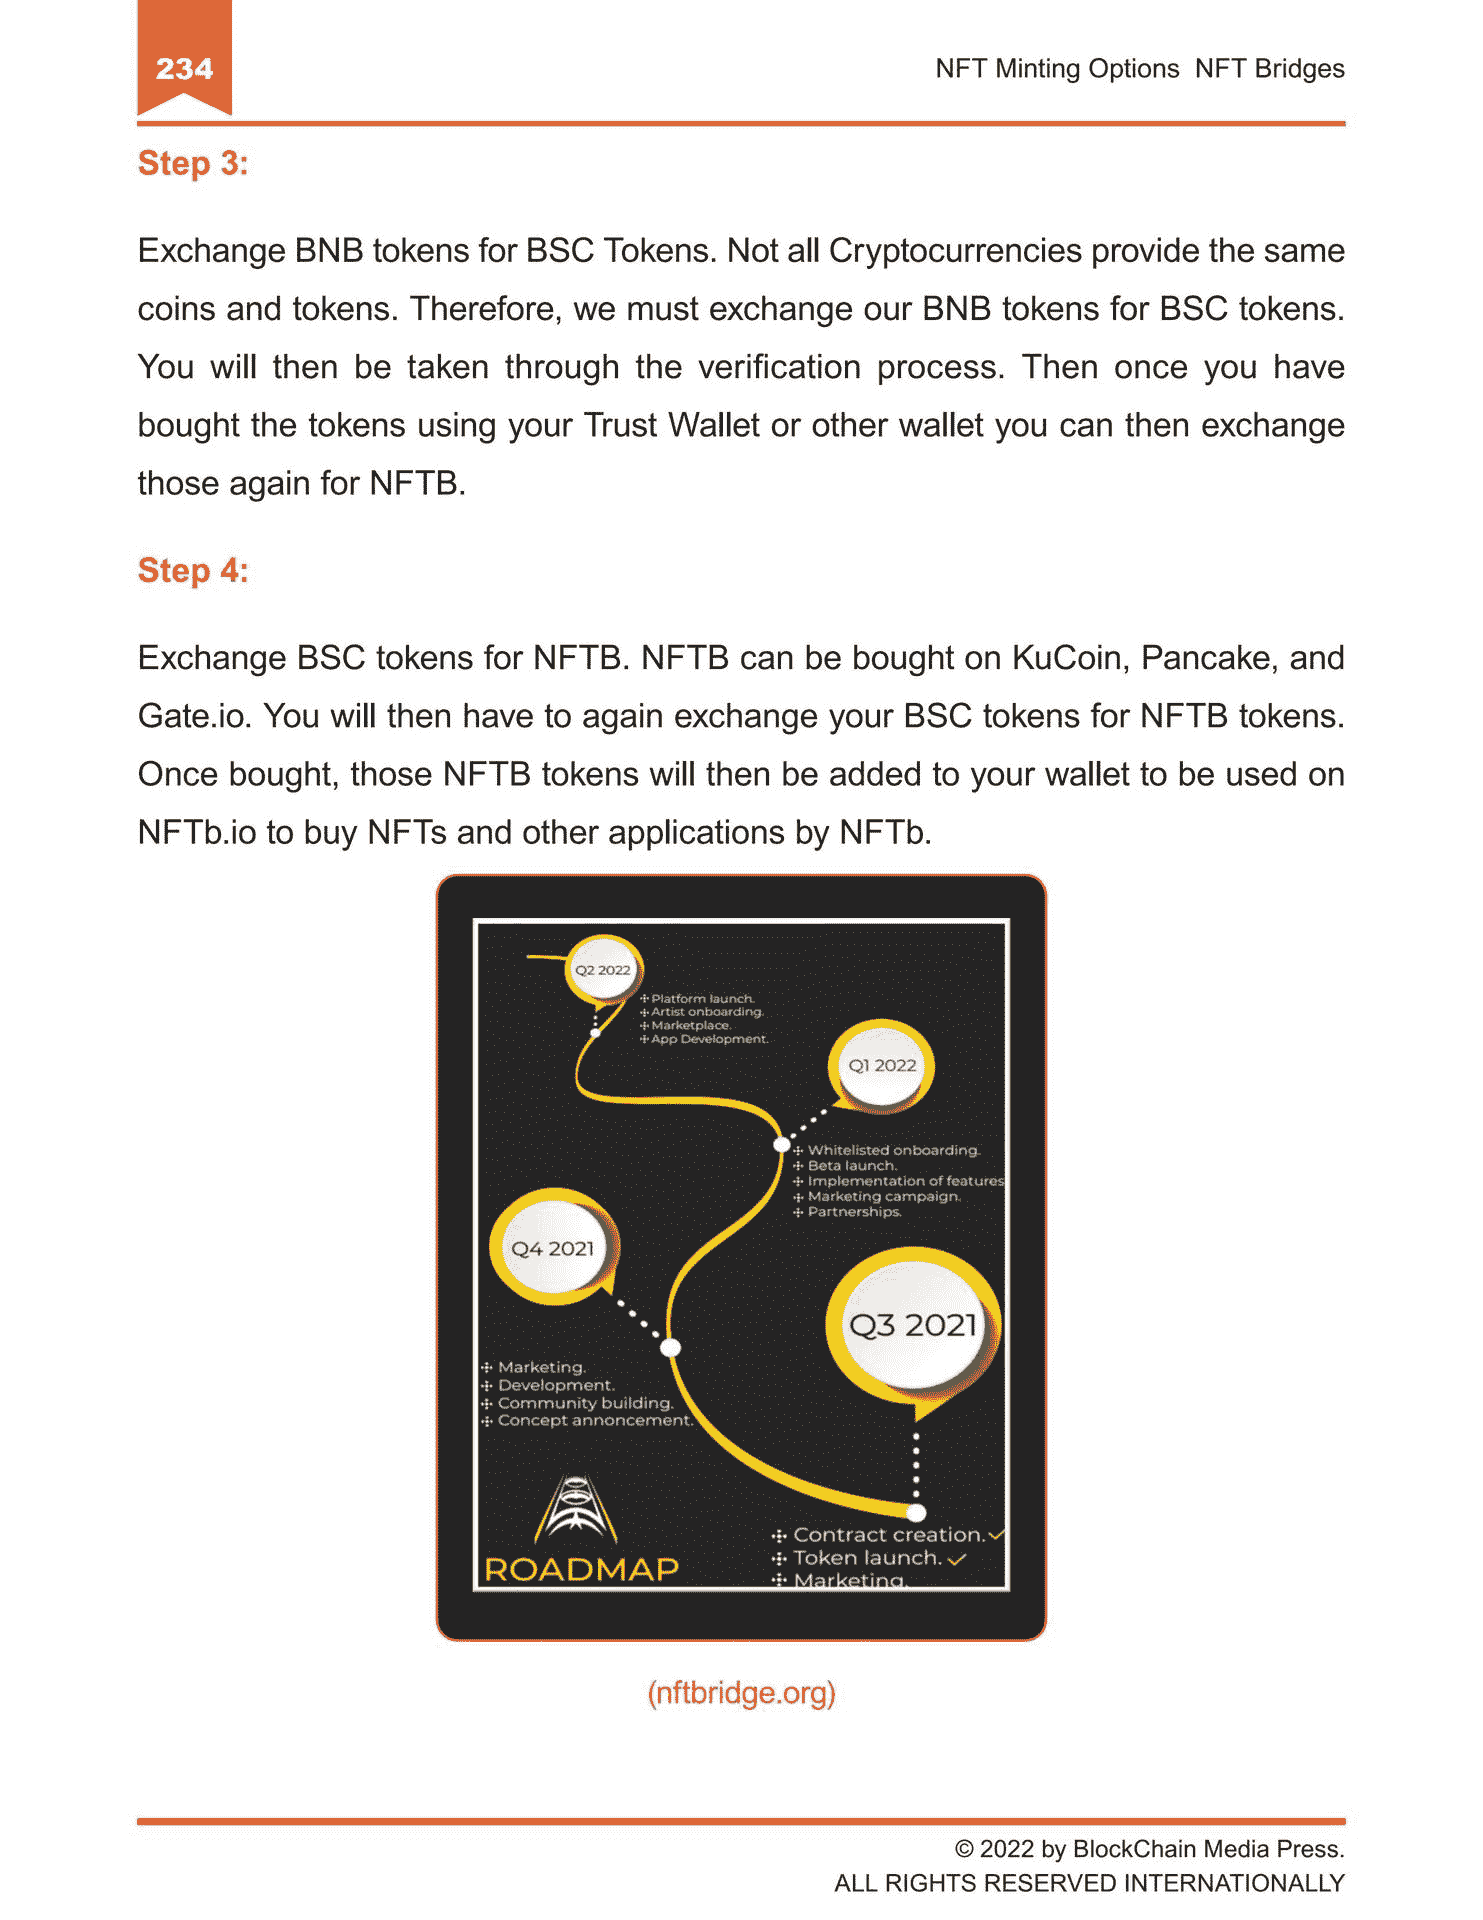 234
NFT Minting Options  NFT Bridges
Step 3:
Exchange BNB tokens for BSC Tokens. Not all Cryptocurrencies provide the same
coins and tokens. Therefore, we must exchange our BNB tokens for BSC tokens.
You will then be taken through the verification process. Then once you have
bought the tokens using your Trust Wallet or other wallet you can then exchange
those again for NFTB.
Step 4:
Exchange BSC tokens for NFTB. NFTB can be bought on KuCoin, Pancake, and
Gate.io. You will then have to again exchange your BSC tokens for NFTB tokens.
Once bought, those NFTB tokens will then be added to your wallet to be used on
NFTb.io to buy NFTs and other applications by NFTb.
Q2 2022
Platform launch.
Artist onboarding.
Marketplace.
App Development.
Q1 2022
Whitelisted onboarding.
Beta launch.
Implementation of features
Marketing campaign.
Partnerships.
Q4 2021
Marketing.
Development.
Community building.
Concept annoncement.
Q3 2021
Contract creation.
Token launch.
Marketing.
ROADMAP
(nftbridge.org)
© 2022 by BlockChain Media Press.
ALL RIGHTS RESERVED INTERNATIONALLY